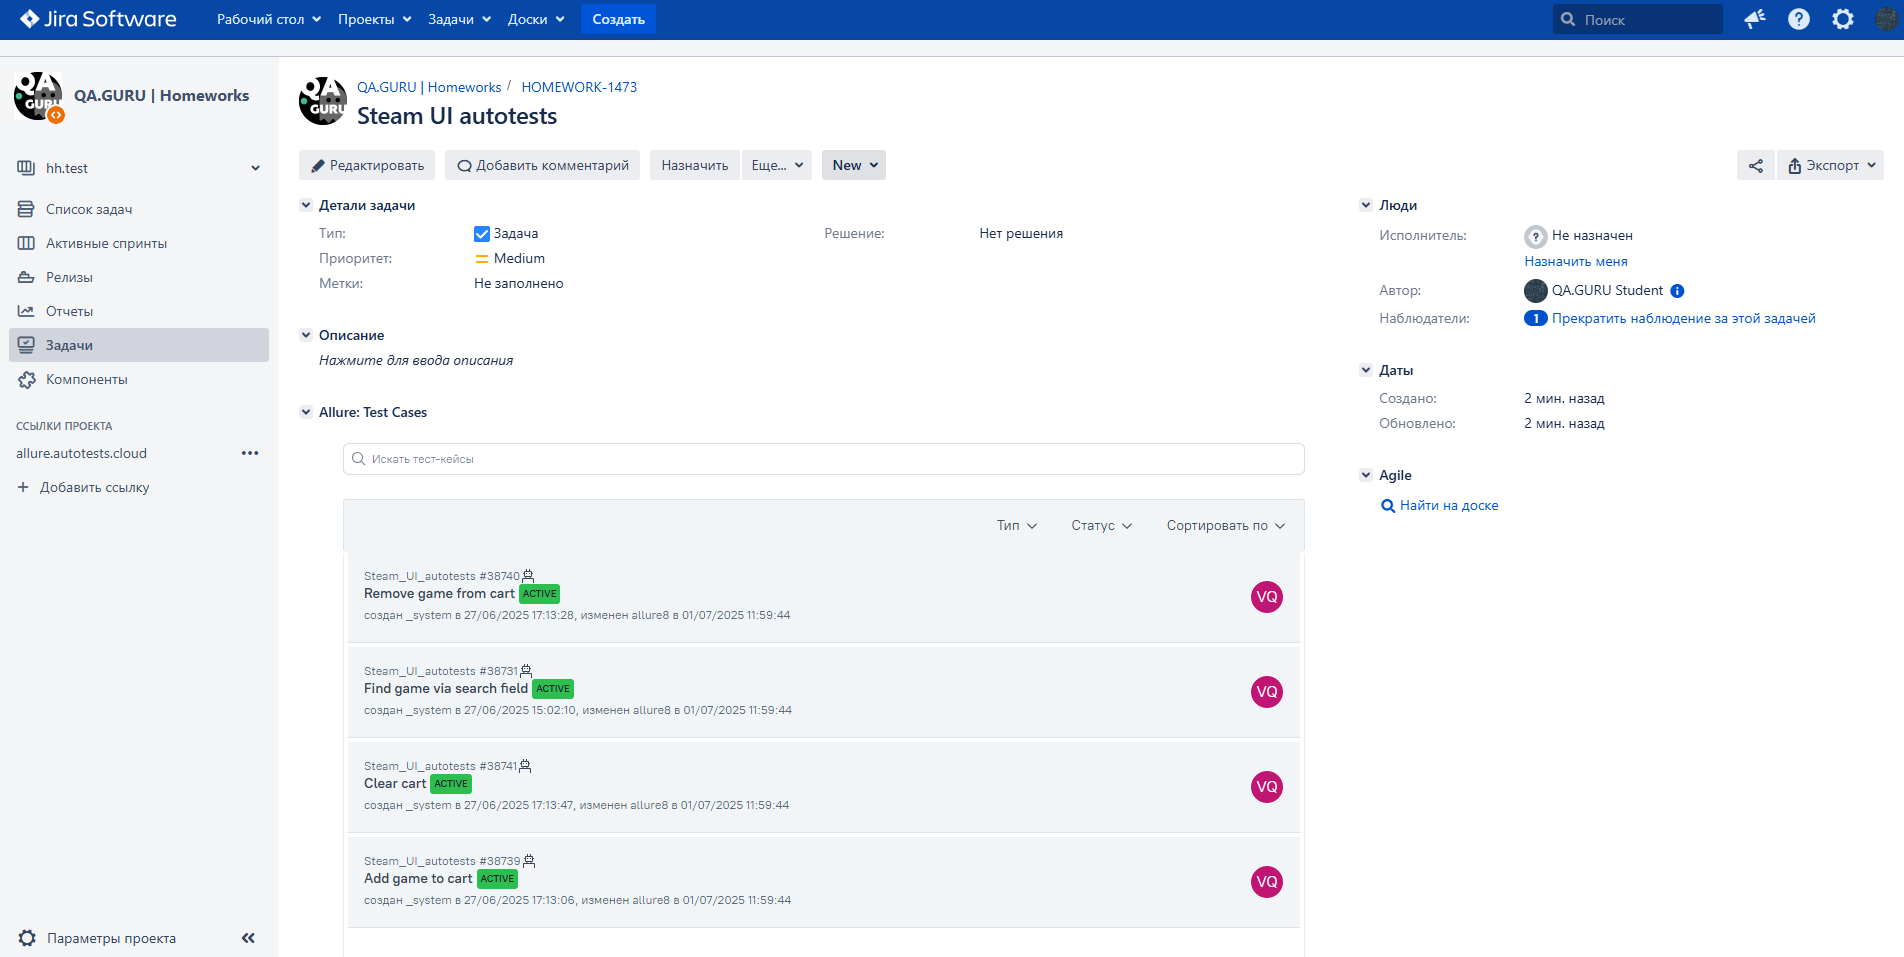 Jira Software
Рабочий стол
Проекты
Задачи
Доски
Создать
Поиск
QA GURU
QA.GURU | Homeworks
hh.test
Список задач
Активные спринты
Релизы
Отчеты
Задачи
Компоненты
ССЫЛКИ ПРОЕКТА
allure.autotests.cloud
Добавить ссылку
Параметры проекта
QA GURU
QA.GURU | Homeworks / HOMEWORK-1473
Steam UI autotests
Редактировать
Добавить комментарий
Назначить
Еще...
New
Экспорт
Детали задачи
Тип: Задача
Решение: Нет решения
Приоритет: Medium
Метки: Не заполнено
Описание
Нажмите для ввода описания
Allure: Test Cases
Искать тест-кейсы
Тип
Статус
Сортировать по
Steam_UI_autotests #38740
Remove game from cart ACTIVE
создан _system в 27/06/2025 17:13:28, изменен allure8 в 01/07/2025 11:59:44
VQ
Steam_UI_autotests #38731
Find game via search field ACTIVE
создан _system в 27/06/2025 15:02:10, изменен allure8 в 01/07/2025 11:59:44
VQ
Steam_UI_autotests #38741
Clear cart ACTIVE
создан _system в 27/06/2025 17:13:47, изменен allure8 в 01/07/2025 11:59:44
VQ
Steam_UI_autotests #38739
Add game to cart ACTIVE
создан _system в 27/06/2025 17:13:06, изменен allure8 в 01/07/2025 11:59:44
VQ
Люди
Исполнитель: Не назначен
Назначить меня
Автор: QA.GURU Student
Наблюдатели: 1 Прекратить наблюдение за этой задачей
Даты
Создано: 2 мин. назад
Обновлено: 2 мин. назад
Agile
Найти на доске